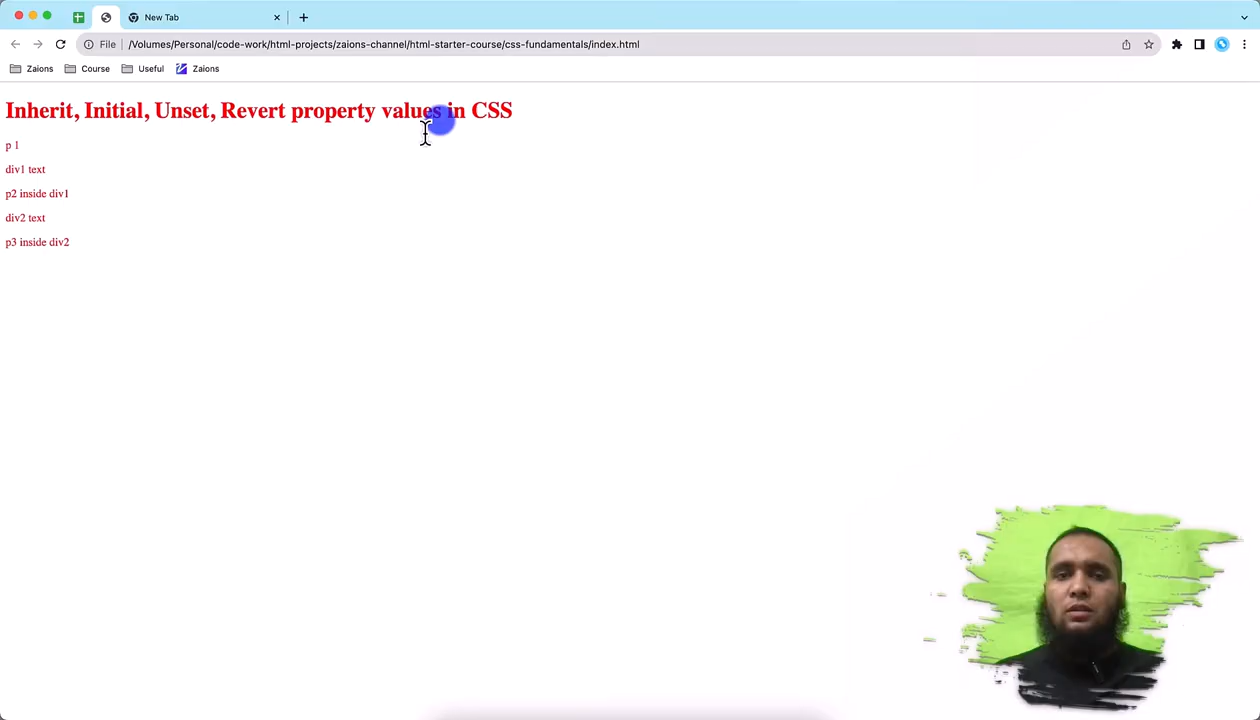 New Tab
File /Volumes/Personal/code-work/html-projects/zaions-channel/html-starter-course/css-fundamentals/index.html
Zaions Course Useful Zaions
Inherit, Initial, Unset, Revert property values in CSS
p 1
div1 text
p2 inside div1
div2 text
p3 inside div2